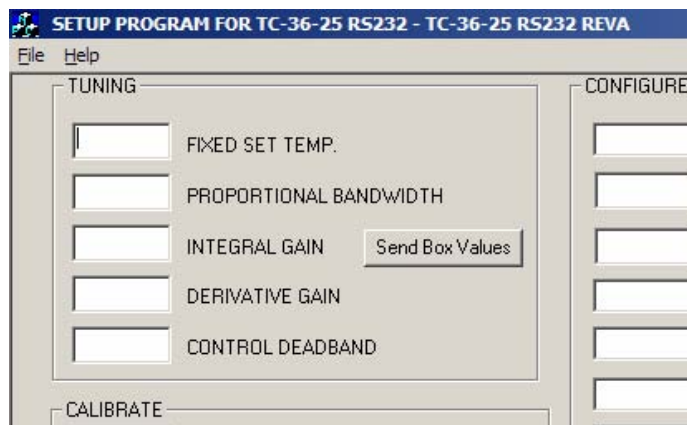 SETUP PROGRAM FOR TC-36-25 RS232 - TC-36-25 RS232 REVA
File Help
TUNING
FIXED SET TEMP.
PROPORTIONAL BANDWIDTH
INTEGRAL GAIN
Send Box Values
DERIVATIVE GAIN
CONTROL DEADBAND
CALIBRATE
CONFIGURE